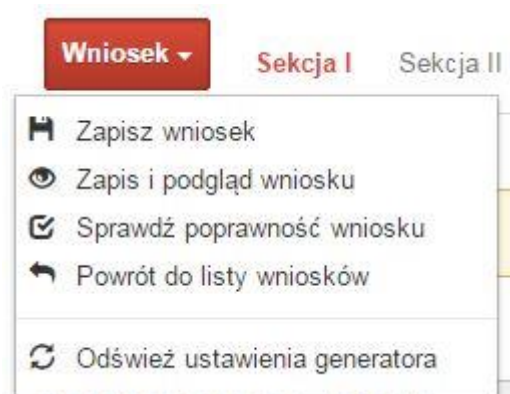 Wniosek Sekcja I Sekcja II
Zapisz wniosek
Zapis i podgląd wniosku
Sprawdź poprawność wniosku
Powrót do listy wniosków
Odśwież ustawienia generatora